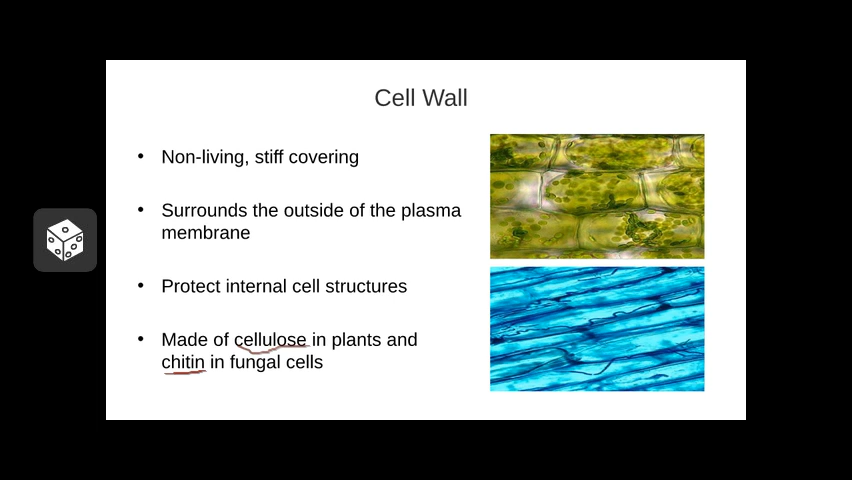 Cell Wall
• Non-living, stiff covering
• Surrounds the outside of the plasma
membrane
• Protect internal cell structures
• Made of cellulose in plants and
chitin in fungal cells